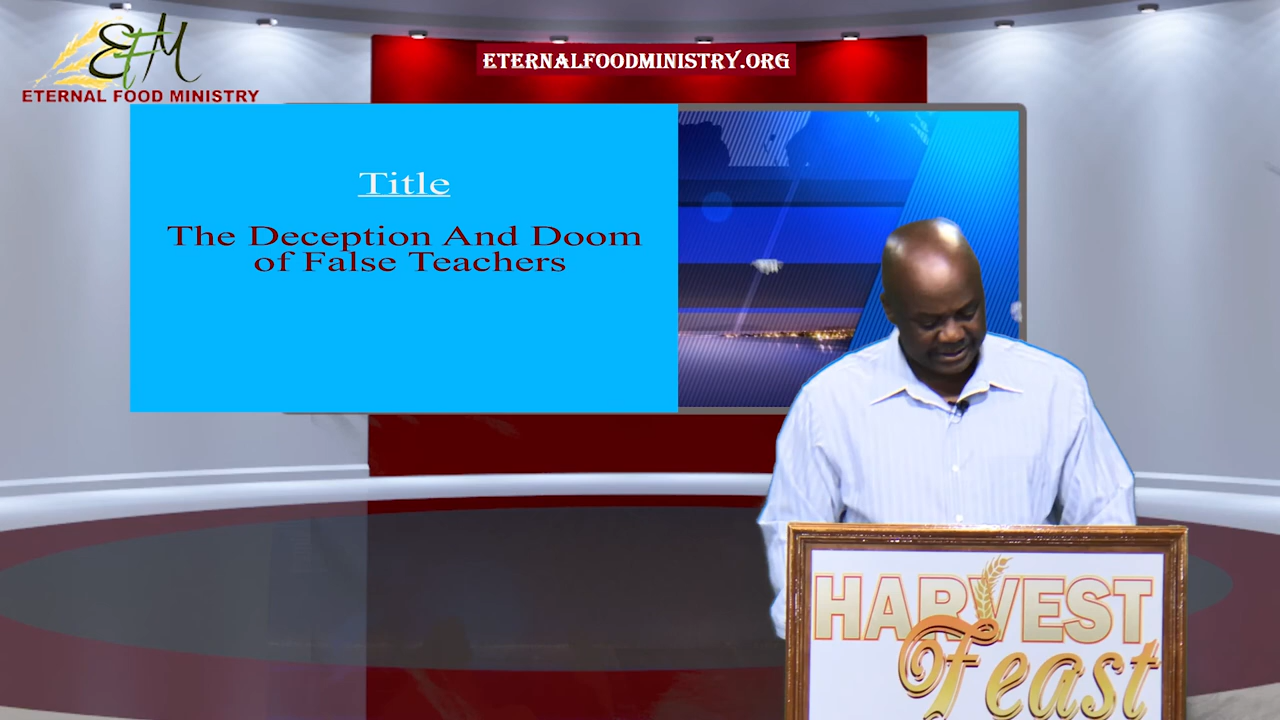 EFM
ETERNAL FOOD MINISTRY
ETERNALFOODMINISTRY.ORG
Title
The Deception And Doom
of False Teachers
HARVEST
Feast